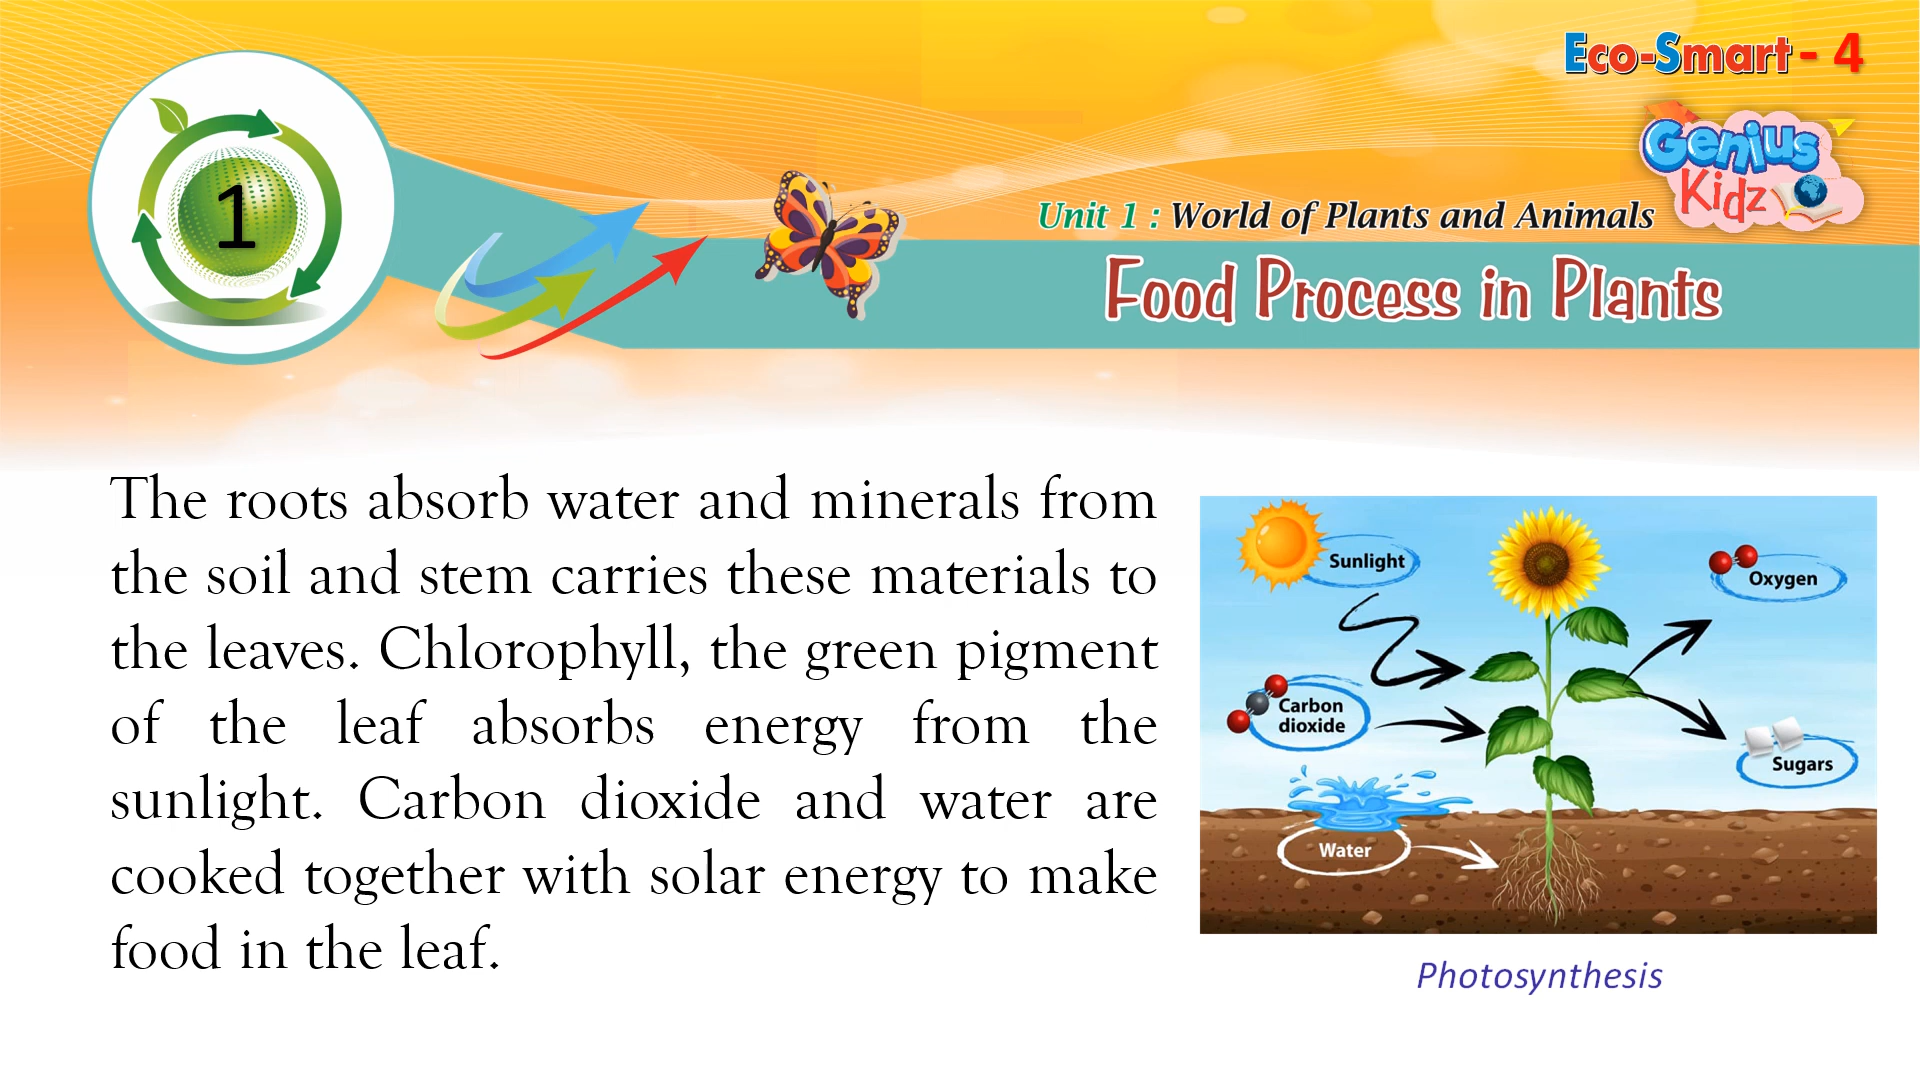 Eco-Smart - 4
Genius
Kidz
1
Unit 1 : World of Plants and Animals
Food Process in Plants
The roots absorb water and minerals from
the soil and stem carries these materials to
the leaves. Chlorophyll, the green pigment
of the leaf absorbs energy from the
sunlight. Carbon dioxide and water are
cooked together with solar energy to make
food in the leaf.
Sunlight
Oxygen
Carbon
dioxide
Sugars
Water
Photosynthesis